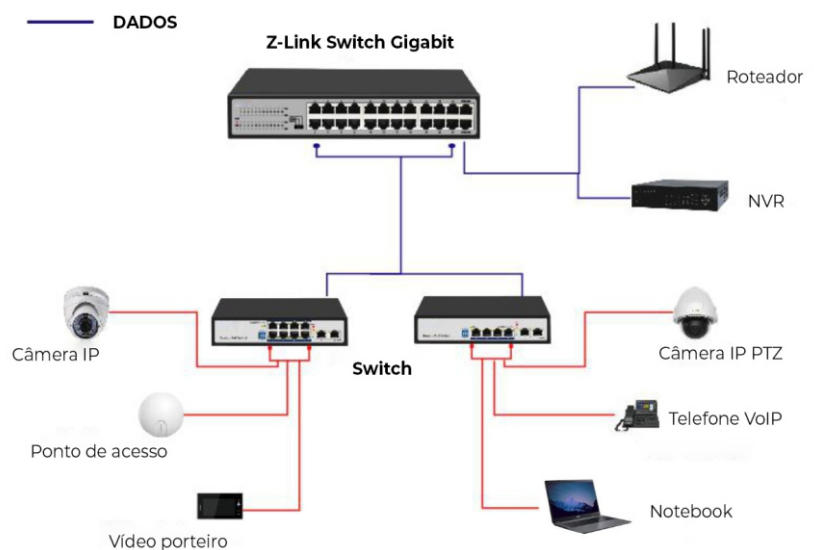 DADOS
Z-Link Switch Gigabit
Roteador
NVR
Câmera IP
Switch
Câmera IP PTZ
Ponto de acesso
Telefone VoIP
Vídeo porteiro
Notebook